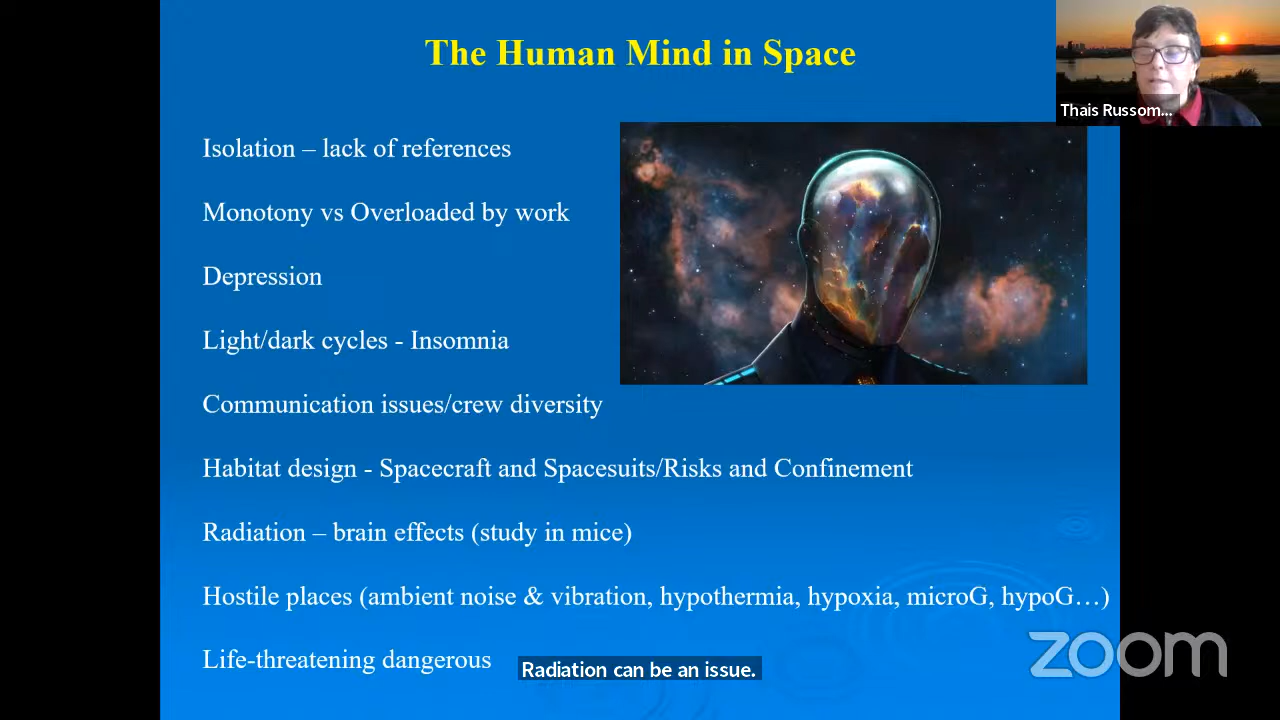 The Human Mind in Space
Thais Russom...
Isolation – lack of references
Monotony vs Overloaded by work
Depression
Light/dark cycles - Insomnia
Communication issues/crew diversity
Habitat design - Spacecraft and Spacesuits/Risks and Confinement
Radiation – brain effects (study in mice)
Hostile places (ambient noise & vibration, hypothermia, hypoxia, microG, hypoG…)
Life-threatening dangerous
Radiation can be an issue.
zoom